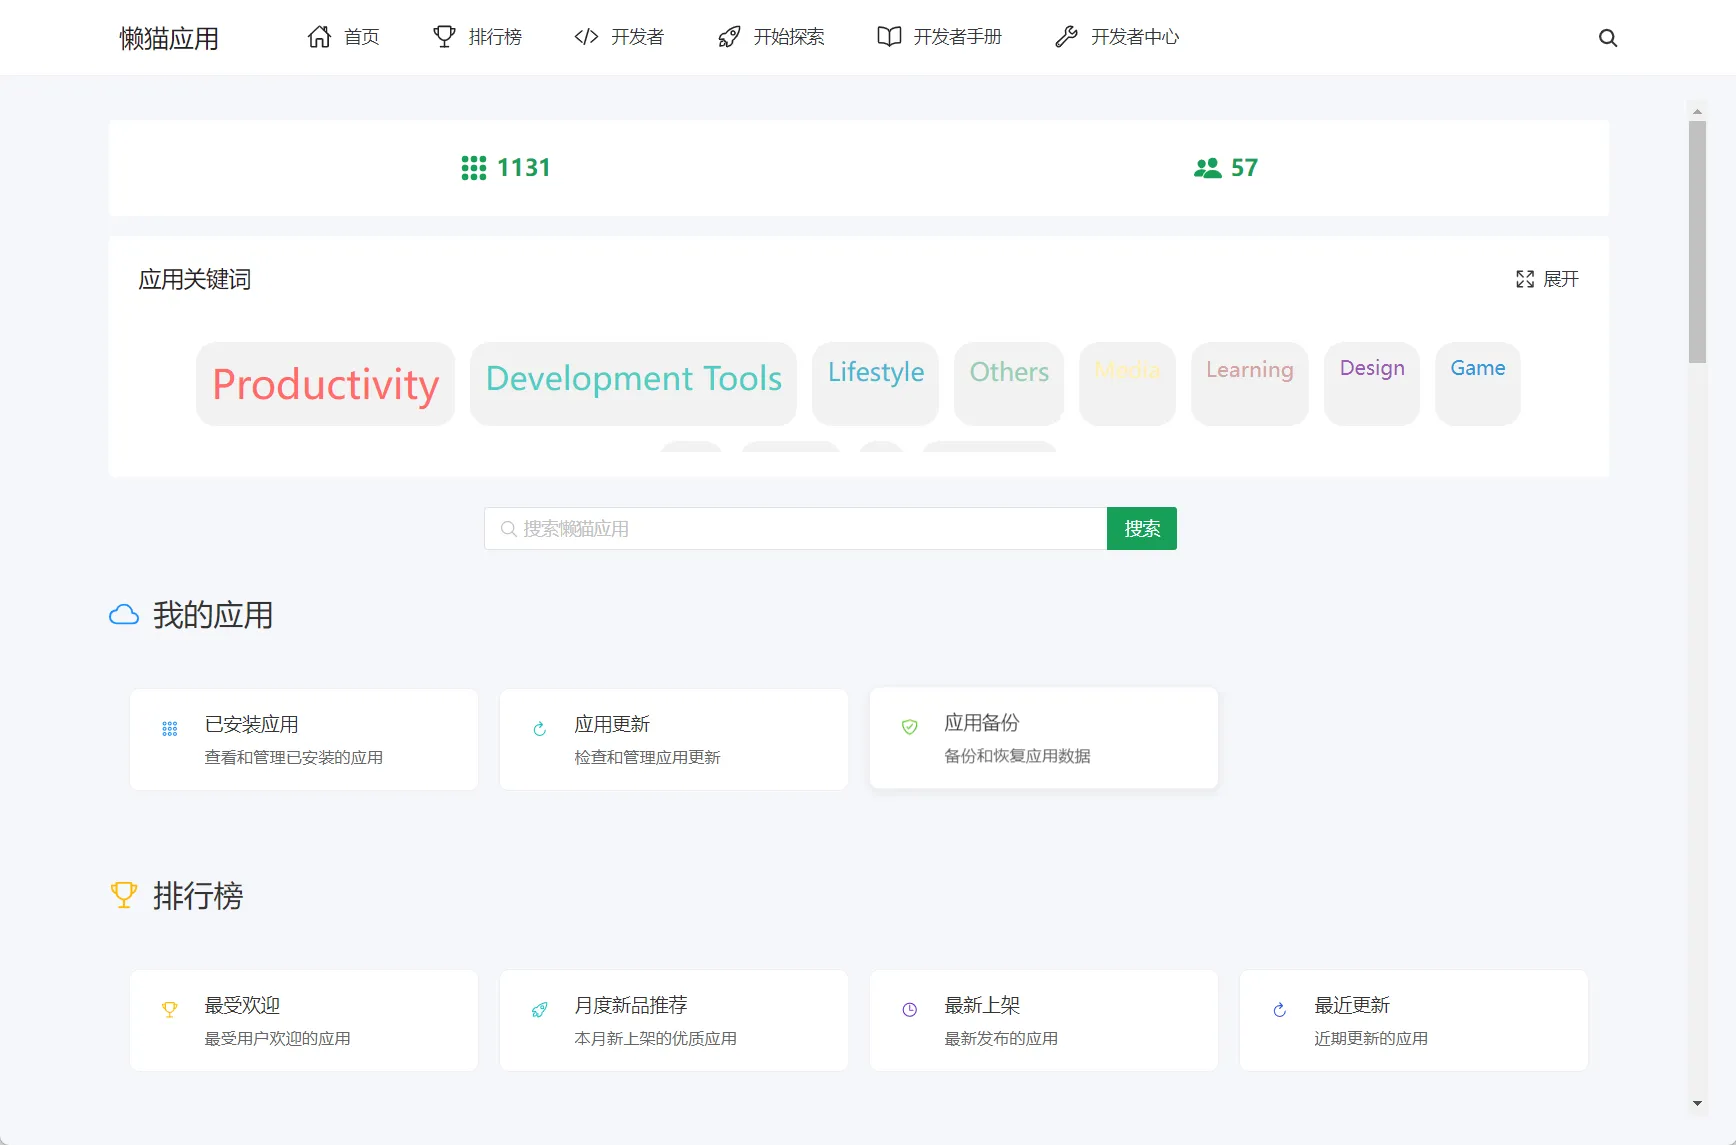 懒猫应用 首页 排行榜 开发者 开始探索 开发者手册 开发者中心
1131 57
应用关键词 展开
Productivity Development Tools Lifestyle Others Media Learning Design Game
搜索懒猫应用 搜索
我的应用
已安装应用 应用更新 应用备份
查看和管理已安装的应用 检查和管理应用更新 备份和恢复应用数据
排行榜
最受欢迎 月度新品推荐 最新上架 最近更新
最受用户欢迎的应用 本月新上架的优质应用 最新发布的应用 近期更新的应用